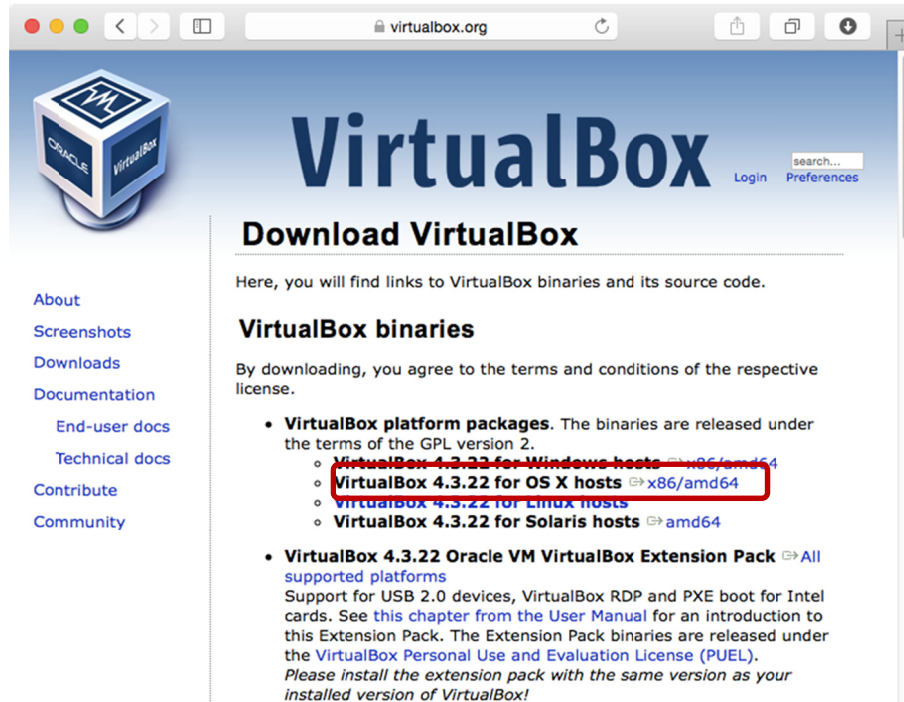 virtualbox.org
ORACLE
VirtualBox
VirtualBox
search...
Login Preferences
Download VirtualBox
Here, you will find links to VirtualBox binaries and its source code.
About
Screenshots
Downloads
Documentation
End-user docs
Technical docs
Contribute
Community
VirtualBox binaries
By downloading, you agree to the terms and conditions of the respective
license.
• VirtualBox platform packages. The binaries are released under
the terms of the GPL version 2.
VirtualBox 4.3.22 for Windows hosts x86/amd64
VirtualBox 4.3.22 for OS X hosts x86/amd64
VirtualBox 4.3.22 for Linux hosts
VirtualBox 4.3.22 for Solaris hosts amd64
• VirtualBox 4.3.22 Oracle VM VirtualBox Extension Pack All
supported platforms
Support for USB 2.0 devices, VirtualBox RDP and PXE boot for Intel
cards. See this chapter from the User Manual for an introduction to
this Extension Pack. The Extension Pack binaries are released under
the VirtualBox Personal Use and Evaluation License (PUEL).
Please install the extension pack with the same version as your
installed version of VirtualBox!